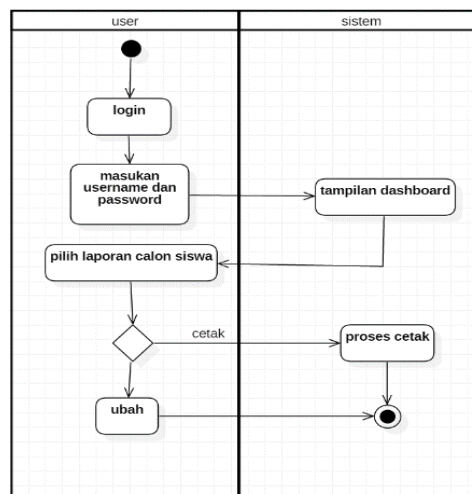 user
sistem
login
masukan
username dan
password
tampilan dashboard
pilih laporan calon siswa
cetak
proses cetak
ubah